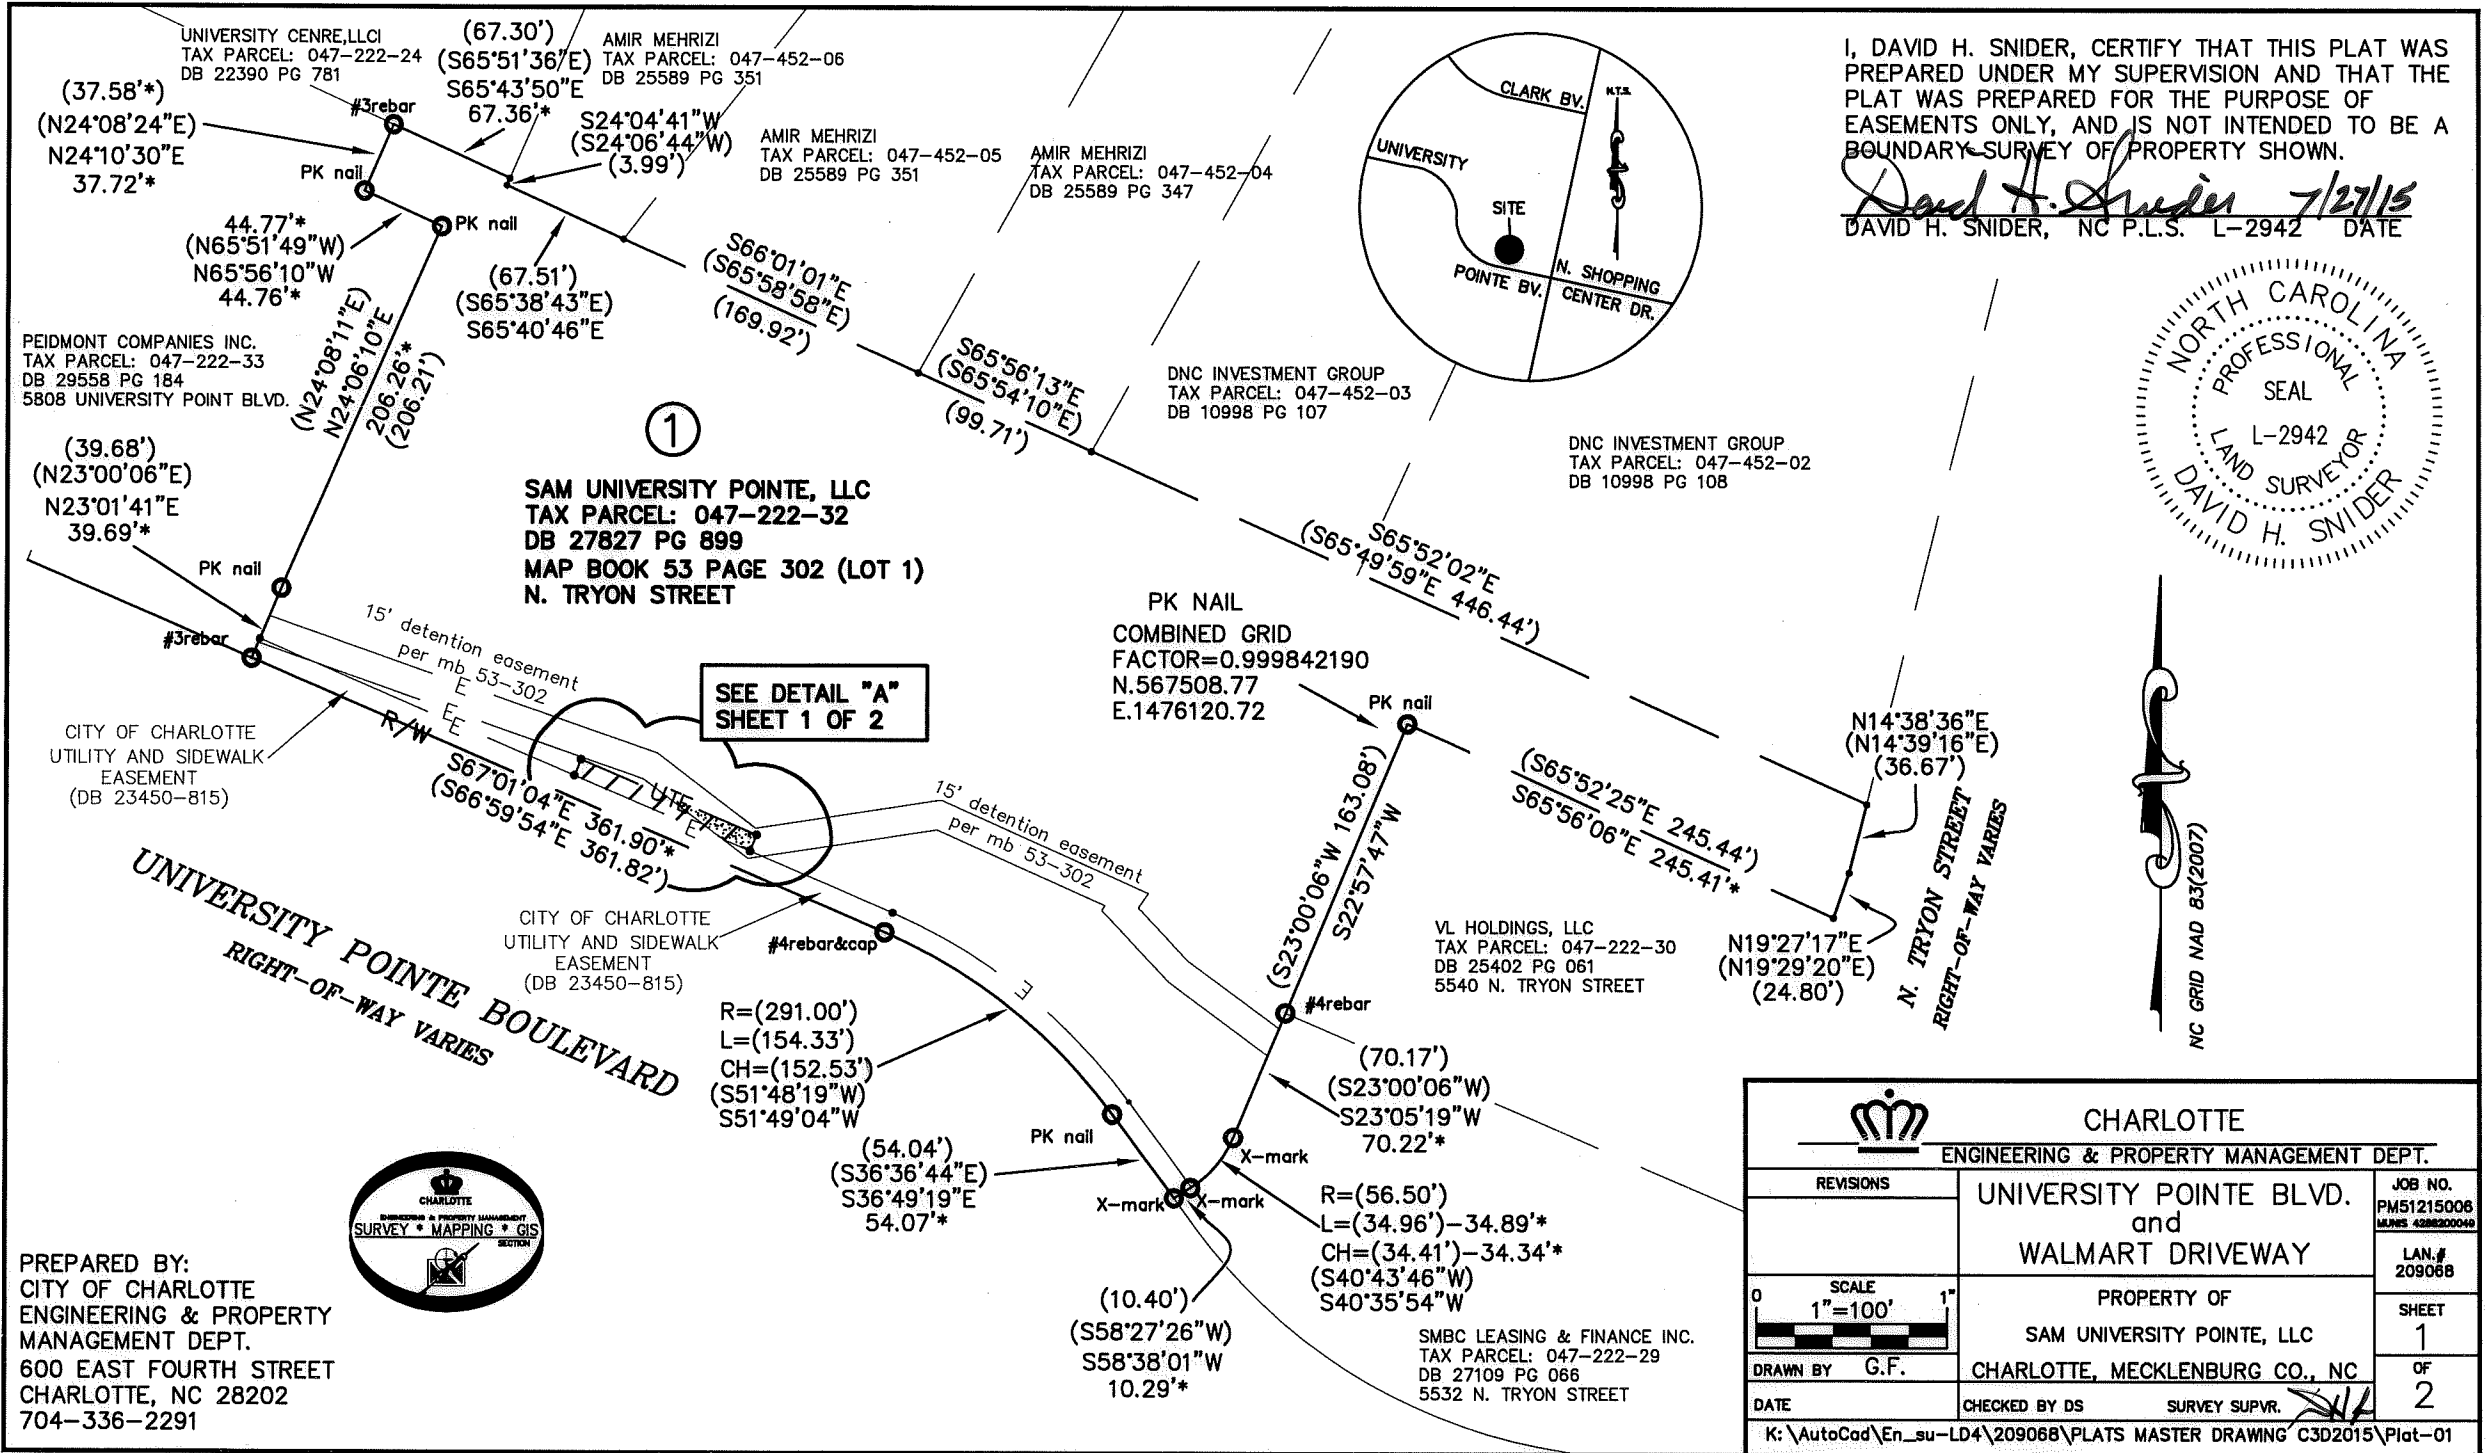 UNIVERSITY CENRE,LLCI
TAX PARCEL: 047-222-24
DB 22390 PG 781
(67.30')
(S65°51'36"E)
S65°43'50"E
67.36'*
AMIR MEHRIZI
TAX PARCEL: 047-452-06
DB 25589 PG 351
(37.58'*)
(N24°08'24"E)
N24°10'30"E
37.72'*
#3rebar
PK nail
S24°04'41"W
(S24°06'44"W)
(3.99')
AMIR MEHRIZI
TAX PARCEL: 047-452-05
DB 25589 PG 351
AMIR MEHRIZI
TAX PARCEL: 047-452-04
DB 25589 PG 347
CLARK BV.
N.T.S.
UNIVERSITY
SITE
POINTE BV.
N. SHOPPING
CENTER DR.
I, DAVID H. SNIDER, CERTIFY THAT THIS PLAT WAS
PREPARED UNDER MY SUPERVISION AND THAT THE
PLAT WAS PREPARED FOR THE PURPOSE OF
EASEMENTS ONLY, AND IS NOT INTENDED TO BE A
BOUNDARY SURVEY OF PROPERTY SHOWN.
David H. Snider 7/27/15
DAVID H. SNIDER, NC P.L.S. L-2942 DATE
NORTH CAROLINA
PROFESSIONAL
SEAL
L-2942
LAND SURVEYOR
DAVID H. SNIDER
44.77'*
(N65°51'49"W)
N65°56'10"W
44.76'*
PK nail
(67.51')
(S65°38'43"E)
S65°40'46"E
S66°01'01"E
(S65°58'58"E)
(169.92')
PEIDMONT COMPANIES INC.
TAX PARCEL: 047-222-33
DB 29558 PG 184
5808 UNIVERSITY POINT BLVD.
(N24°08'11"E)
N24°06'10"E
206.26'*
(206.21')
S65°56'13"E
(S65°54'10"E)
(99.71')
DNC INVESTMENT GROUP
TAX PARCEL: 047-452-03
DB 10998 PG 107
DNC INVESTMENT GROUP
TAX PARCEL: 047-452-02
DB 10998 PG 108
(39.68')
(N23°00'06"E)
N23°01'41"E
39.69'*
PK nail
#3rebar
1
SAM UNIVERSITY POINTE, LLC
TAX PARCEL: 047-222-32
DB 27827 PG 899
MAP BOOK 53 PAGE 302 (LOT 1)
N. TRYON STREET
S65°52'02"E
(S65°49'59"E 446.44')
15' detention easement
per mb 53-302
E
E
E
R/W
SEE DETAIL "A"
SHEET 1 OF 2
PK NAIL
COMBINED GRID
FACTOR=0.999842190
N.567508.77
E.1476120.72
PK nail
CITY OF CHARLOTTE
UTILITY AND SIDEWALK
EASEMENT
(DB 23450-815)
S67°01'04"E 361.90'*
(S66°59'54"E 361.82')
UTE
E
15' detention easement
per mb 53-302
(S23°00'06"W 163.08')
S22°57'47"W
(S65°52'25"E 245.44')
S65°56'06"E 245.41'*
N14°38'36"E
(N14°39'16"E)
(36.67')
N. TRYON STREET
RIGHT-OF-WAY VARIES
NC GRID NAD 83(2007)
UNIVERSITY POINTE BOULEVARD
RIGHT-OF-WAY VARIES
CITY OF CHARLOTTE
UTILITY AND SIDEWALK
EASEMENT
(DB 23450-815)
#4rebar&cap
E
VL HOLDINGS, LLC
TAX PARCEL: 047-222-30
DB 25402 PG 061
5540 N. TRYON STREET
N19°27'17"E
(N19°29'20"E)
(24.80')
#4rebar
R=(291.00')
L=(154.33')
CH=(152.53')
(S51°48'19"W)
S51°49'04"W
(70.17')
(S23°00'06"W)
S23°05'19"W
70.22'*
PK nail
(54.04')
(S36°36'44"E)
S36°49'19"E
54.07'*
X-mark
X-mark
X-mark
R=(56.50')
L=(34.96')-34.89'*
CH=(34.41')-34.34'*
(S40°43'46"W)
S40°35'54"W
(10.40')
(S58°27'26"W)
S58°38'01"W
10.29'*
SMBC LEASING & FINANCE INC.
TAX PARCEL: 047-222-29
DB 27109 PG 066
5532 N. TRYON STREET
CHARLOTTE
ENGINEERING & PROPERTY MANAGEMENT
SURVEY * MAPPING * GIS
SECTION
PREPARED BY:
CITY OF CHARLOTTE
ENGINEERING & PROPERTY
MANAGEMENT DEPT.
600 EAST FOURTH STREET
CHARLOTTE, NC 28202
704-336-2291
CHARLOTTE
ENGINEERING & PROPERTY MANAGEMENT DEPT.
REVISIONS
UNIVERSITY POINTE BLVD.
and
WALMART DRIVEWAY
JOB NO.
PM51215006
LAN.#
209068
SCALE
0 1"
1"=100'
PROPERTY OF
SAM UNIVERSITY POINTE, LLC
SHEET
1
OF
2
DRAWN BY G.F.
CHARLOTTE, MECKLENBURG CO., NC
DATE
CHECKED BY DS SURVEY SUPVR.
K:\AutoCad\En_su-LD4\209068\PLATS MASTER DRAWING C3D2015\Plat-01